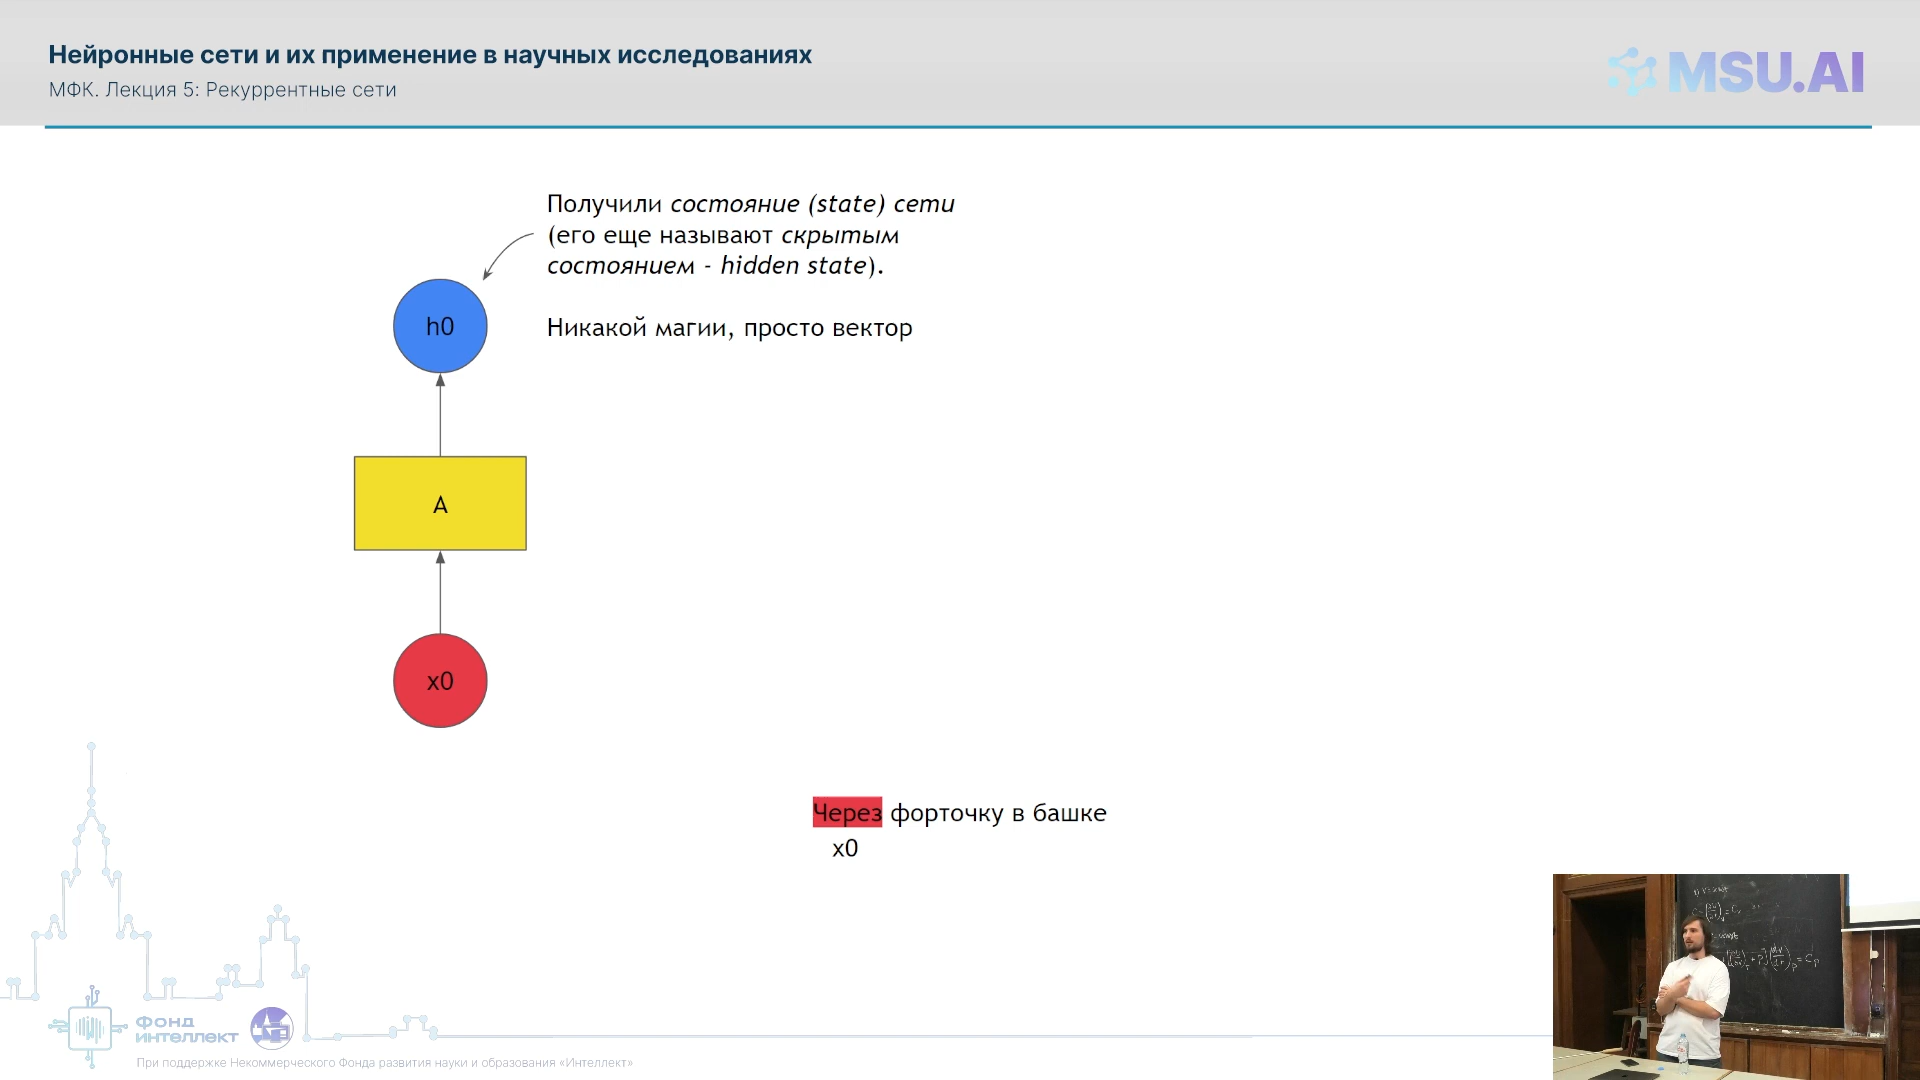 Нейронные сети и их применение в научных исследованиях
МФК. Лекция 5: Рекуррентные сети
MSU.AI
Получили состояние (state) сети
(его еще называют скрытым
состоянием - hidden state).
h0
Никакой магии, просто вектор
A
x0
Через форточку в башке
x0
ФОНД
ИНТЕЛЛЕКТ
При поддержке Некоммерческого Фонда развития науки и образования «Интеллект»